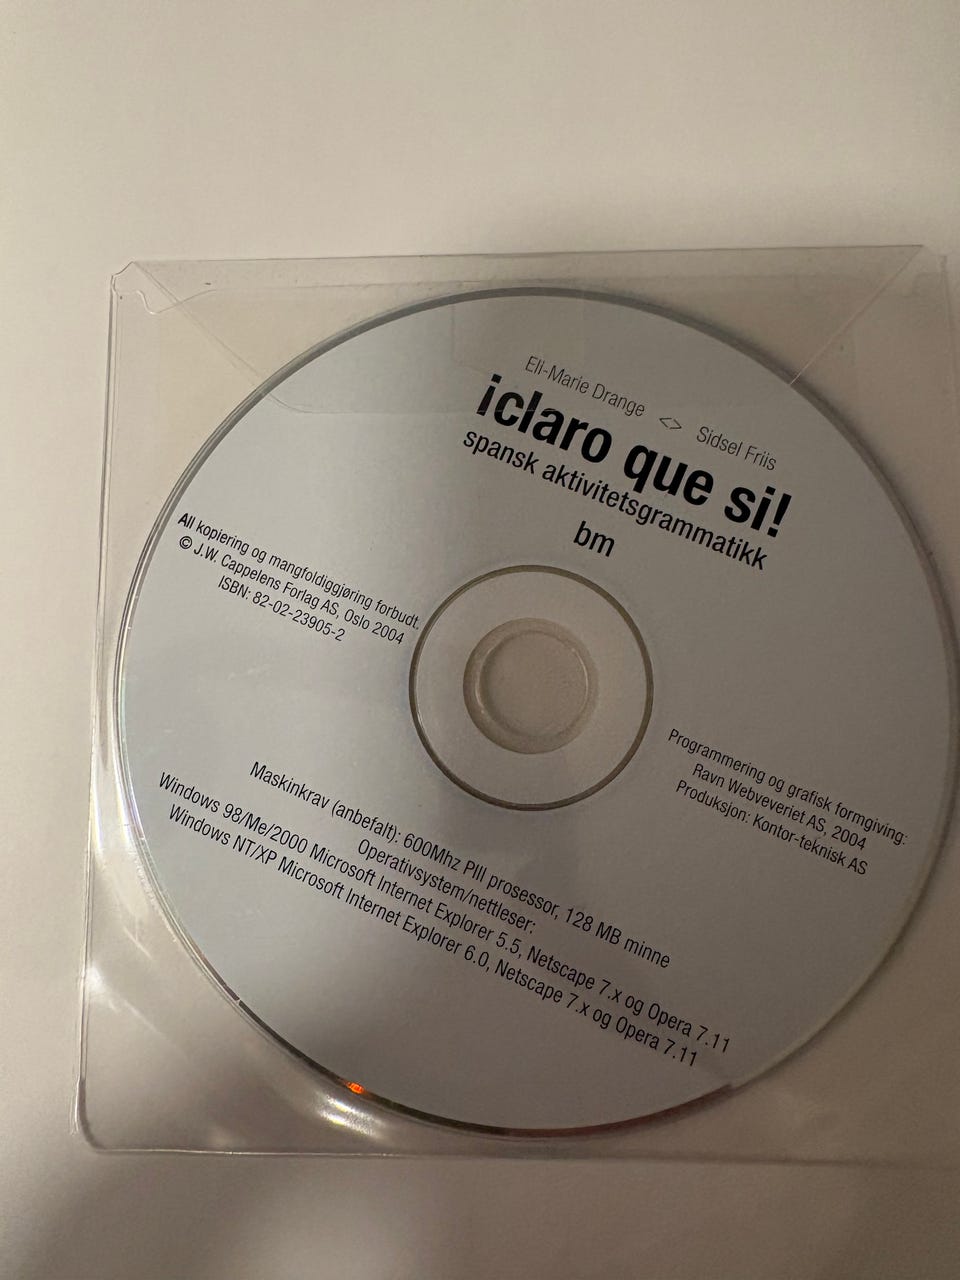 Eli-Marie Drange <> Sidsel Friis
¡claro que si!
spansk aktivitetsgrammatikk
bm
All kopiering og mangfoldiggjøring forbudt.
© J.W. Cappelens Forlag AS, Oslo 2004
ISBN: 82-02-23905-2
Programmering og grafisk formgiving:
Ravn Webveveriet AS, 2004
Produksjon: Kontor-teknisk AS
Maskinkrav (anbefalt): 600Mhz PIII prosessor, 128 MB minne
Operativsystem/nettleser:
Windows 98/Me/2000 Microsoft Internet Explorer 5.5, Netscape 7.x og Opera 7.11
Windows NT/XP Microsoft Internet Explorer 6.0, Netscape 7.x og Opera 7.11